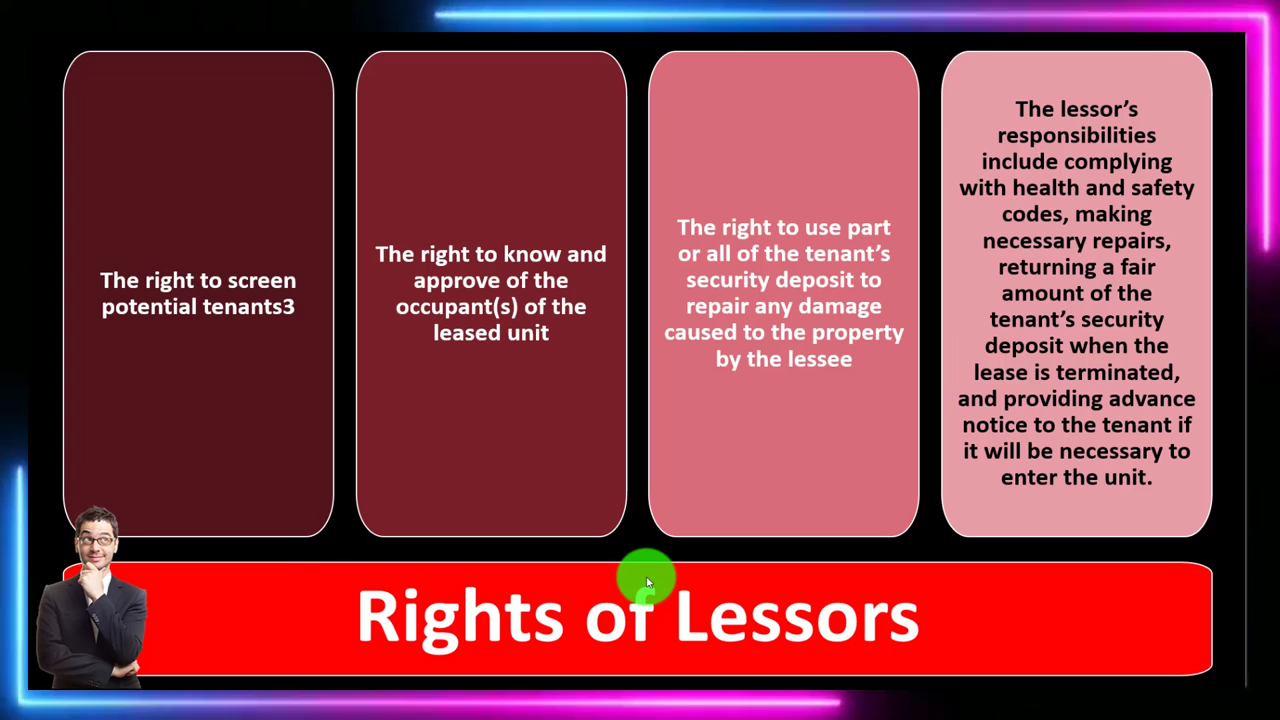 The right to screen
potential tenants3
The right to know and
approve of the
occupant(s) of the
leased unit
The right to use part
or all of the tenant’s
security deposit to
repair any damage
caused to the property
by the lessee
The lessor’s
responsibilities
include complying
with health and safety
codes, making
necessary repairs,
returning a fair
amount of the
tenant’s security
deposit when the
lease is terminated,
and providing advance
notice to the tenant if
it will be necessary to
enter the unit.
Rights of Lessors